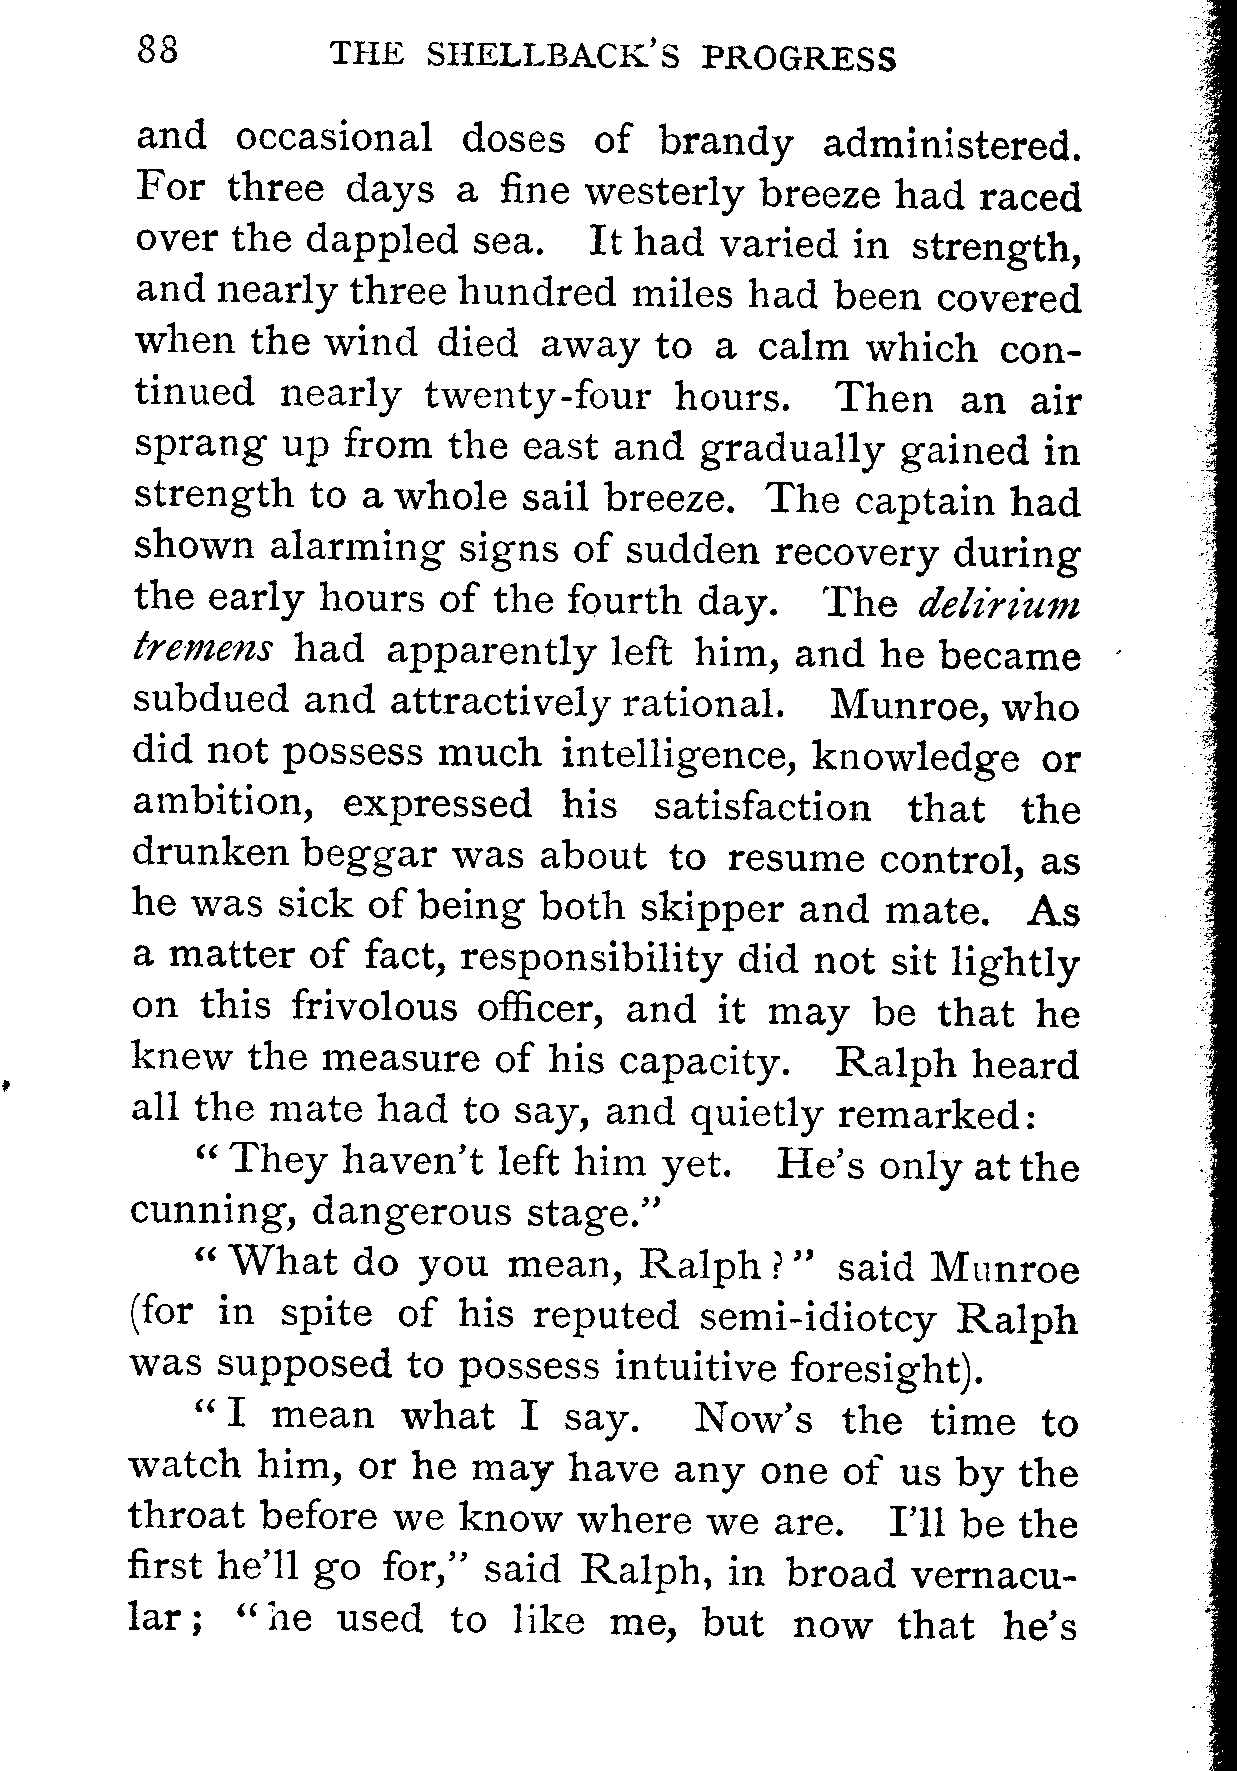 88 THE SHELLBACK'S PROGRESS
and occasional doses of brandy administered.
For three days a fine westerly breeze had raced
over the dappled sea. It had varied in strength,
and nearly three hundred miles had been covered
when the wind died away to a calm which con-
tinued nearly twenty-four hours. Then an air
sprang up from the east and gradually gained in
strength to a whole sail breeze. The captain had
shown alarming signs of sudden recovery during
the early hours of the fourth day. The delirium
tremens had apparently left him, and he became
subdued and attractively rational. Munroe, who
did not possess much intelligence, knowledge or
ambition, expressed his satisfaction that the
drunken beggar was about to resume control, as
he was sick of being both skipper and mate. As
a matter of fact, responsibility did not sit lightly
on this frivolous officer, and it may be that he
knew the measure of his capacity. Ralph heard
all the mate had to say, and quietly remarked:
"They haven't left him yet. He's only at the
cunning, dangerous stage."
"What do you mean, Ralph?" said Munroe
(for in spite of his reputed semi-idiotcy Ralph
was supposed to possess intuitive foresight).
"I mean what I say. Now's the time to
watch him, or he may have any one of us by the
throat before we know where we are. I'll be the
first he'll go for," said Ralph, in broad vernacu-
lar; "he used to like me, but now that he's